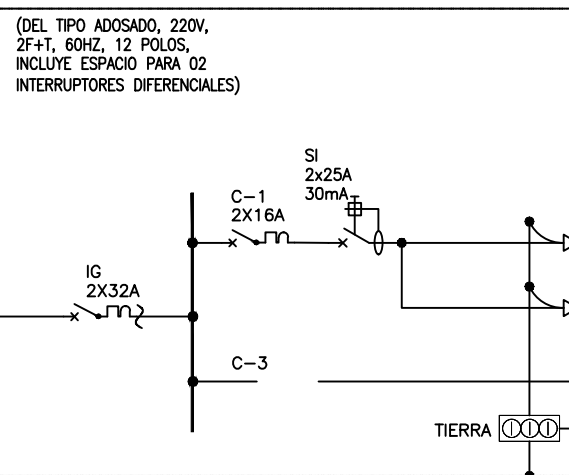 (DEL TIPO ADOSADO, 220V,
2F+T, 60HZ, 12 POLOS,
INCLUYE ESPACIO PARA 02
INTERRUPTORES DIFERENCIALES)
SI
2x25A
30mA
C-1
2X16A
IG
2X32A
C-3
TIERRA